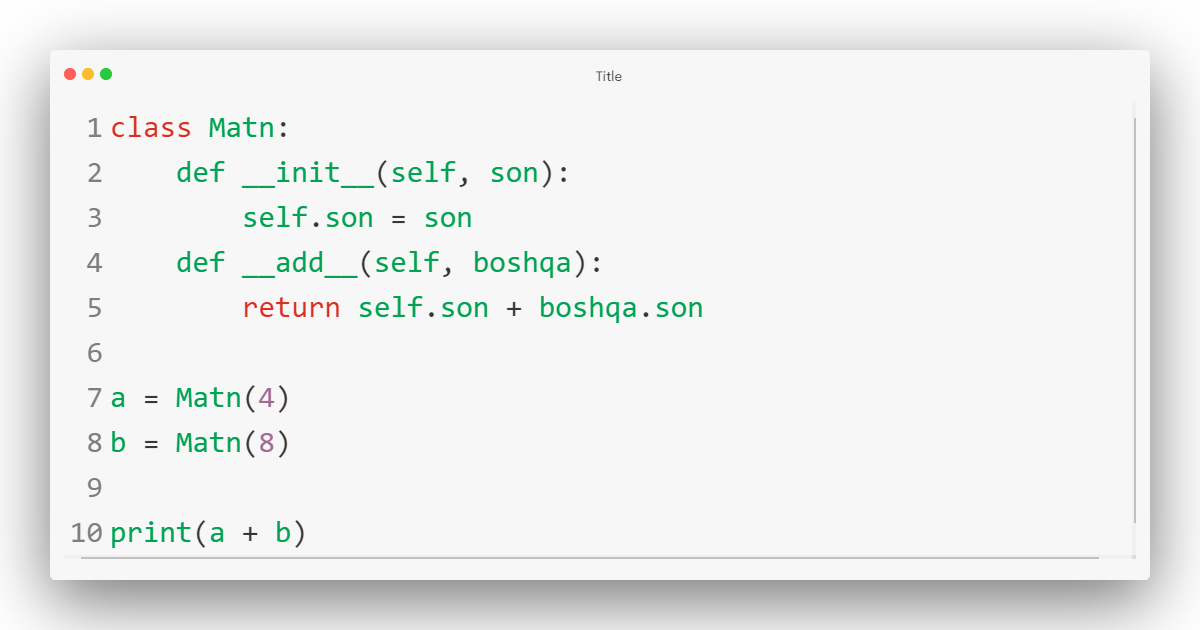 Title
1 class Matn:
2     def __init__(self, son):
3         self.son = son
4     def __add__(self, boshqa):
5         return self.son + boshqa.son
6
7 a = Matn(4)
8 b = Matn(8)
9
10 print(a + b)